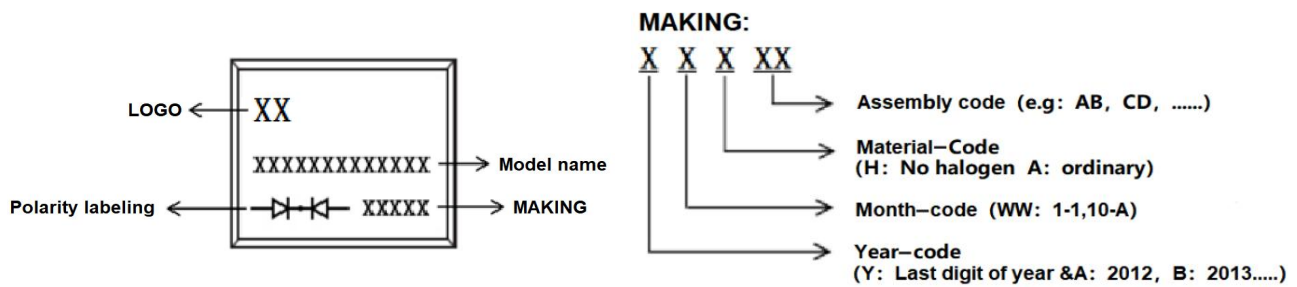 LOGO
XX
XXXXXXXXXXXXX
Model name
Polarity labeling
XXXXX
MAKING
MAKING:
X X X XX
Assembly code (e.g: AB, CD, ......)
Material-Code
(H: No halogen A: ordinary)
Month-code (WW: 1-1,10-A)
Year-code
(Y: Last digit of year &A: 2012, B: 2013.....)